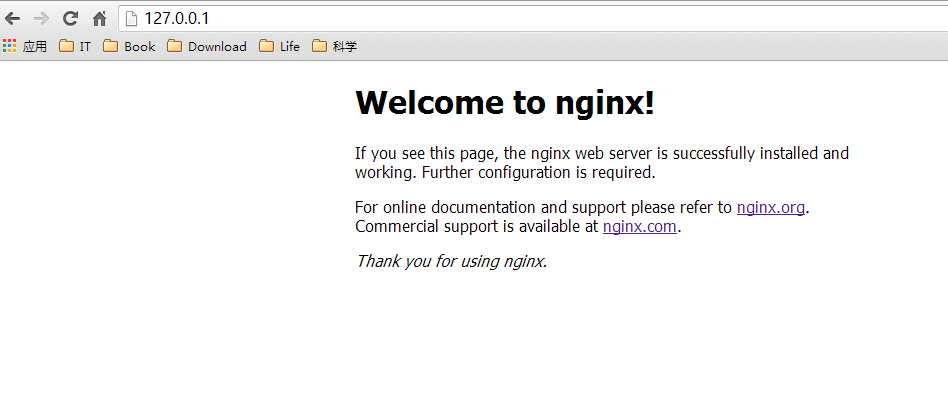 127.0.0.1
应用 IT Book Download Life 科学
Welcome to nginx!
If you see this page, the nginx web server is successfully installed and
working. Further configuration is required.
For online documentation and support please refer to nginx.org.
Commercial support is available at nginx.com.
Thank you for using nginx.